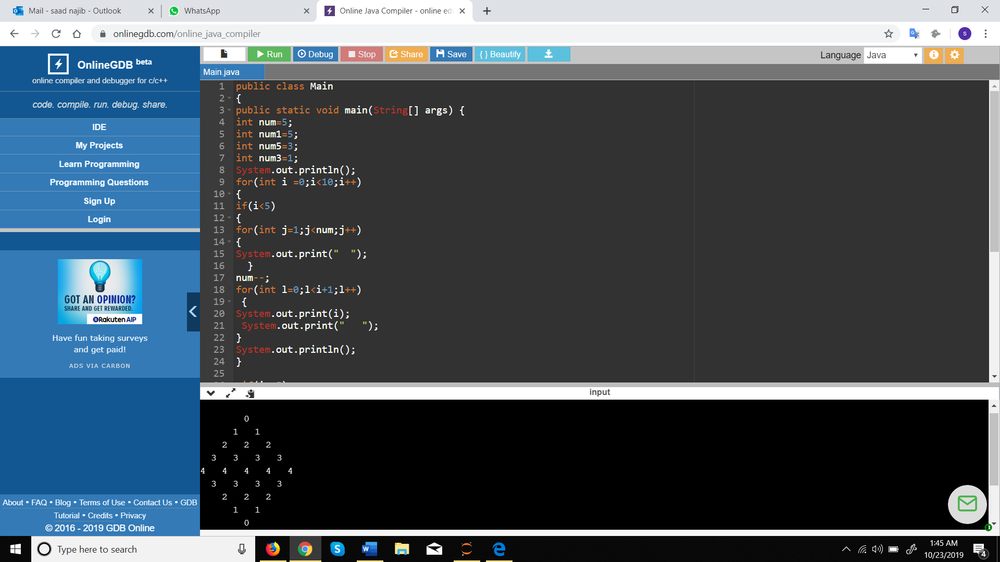 Mail - saad najib - Outlook
WhatsApp
Online Java Compiler - online edi
onlinegdb.com/online_java_compiler
S
OnlineGDB beta
online compiler and debugger for c/c++
code. compile. run. debug. share.
IDE
My Projects
Learn Programming
Programming Questions
Sign Up
Login
GOT AN OPINION?
SHARE AND GET REWARDED.
Rakuten AIP
Have fun taking surveys
and get paid!
ADS VIA CARBON
About • FAQ • Blog • Terms of Use • Contact Us • GDB
Tutorial • Credits • Privacy
© 2016 - 2019 GDB Online
Run Debug Stop Share Save { } Beautify
Language Java
Main.java
1 public class Main
2 {
3 public static void main(String[] args) {
4 int num=5;
5 int num1=5;
6 int num5=3;
7 int num3=1;
8 System.out.println();
9 for(int i =0;i<10;i++)
10 {
11 if(i<5)
12 {
13 for(int j=1;j<num;j++)
14 {
15 System.out.print("  ");
16   }
17 num--;
18 for(int l=0;l<i+1;l++)
19  {
20 System.out.print(i);
21  System.out.print("   ");
22 }
23 System.out.println();
24 }
25
input
        0
      1   1
    2   2   2
  3   3   3   3
4   4   4   4   4
  3   3   3   3
    2   2   2
      1   1
        0
Type here to search
1:45 AM
10/23/2019
4